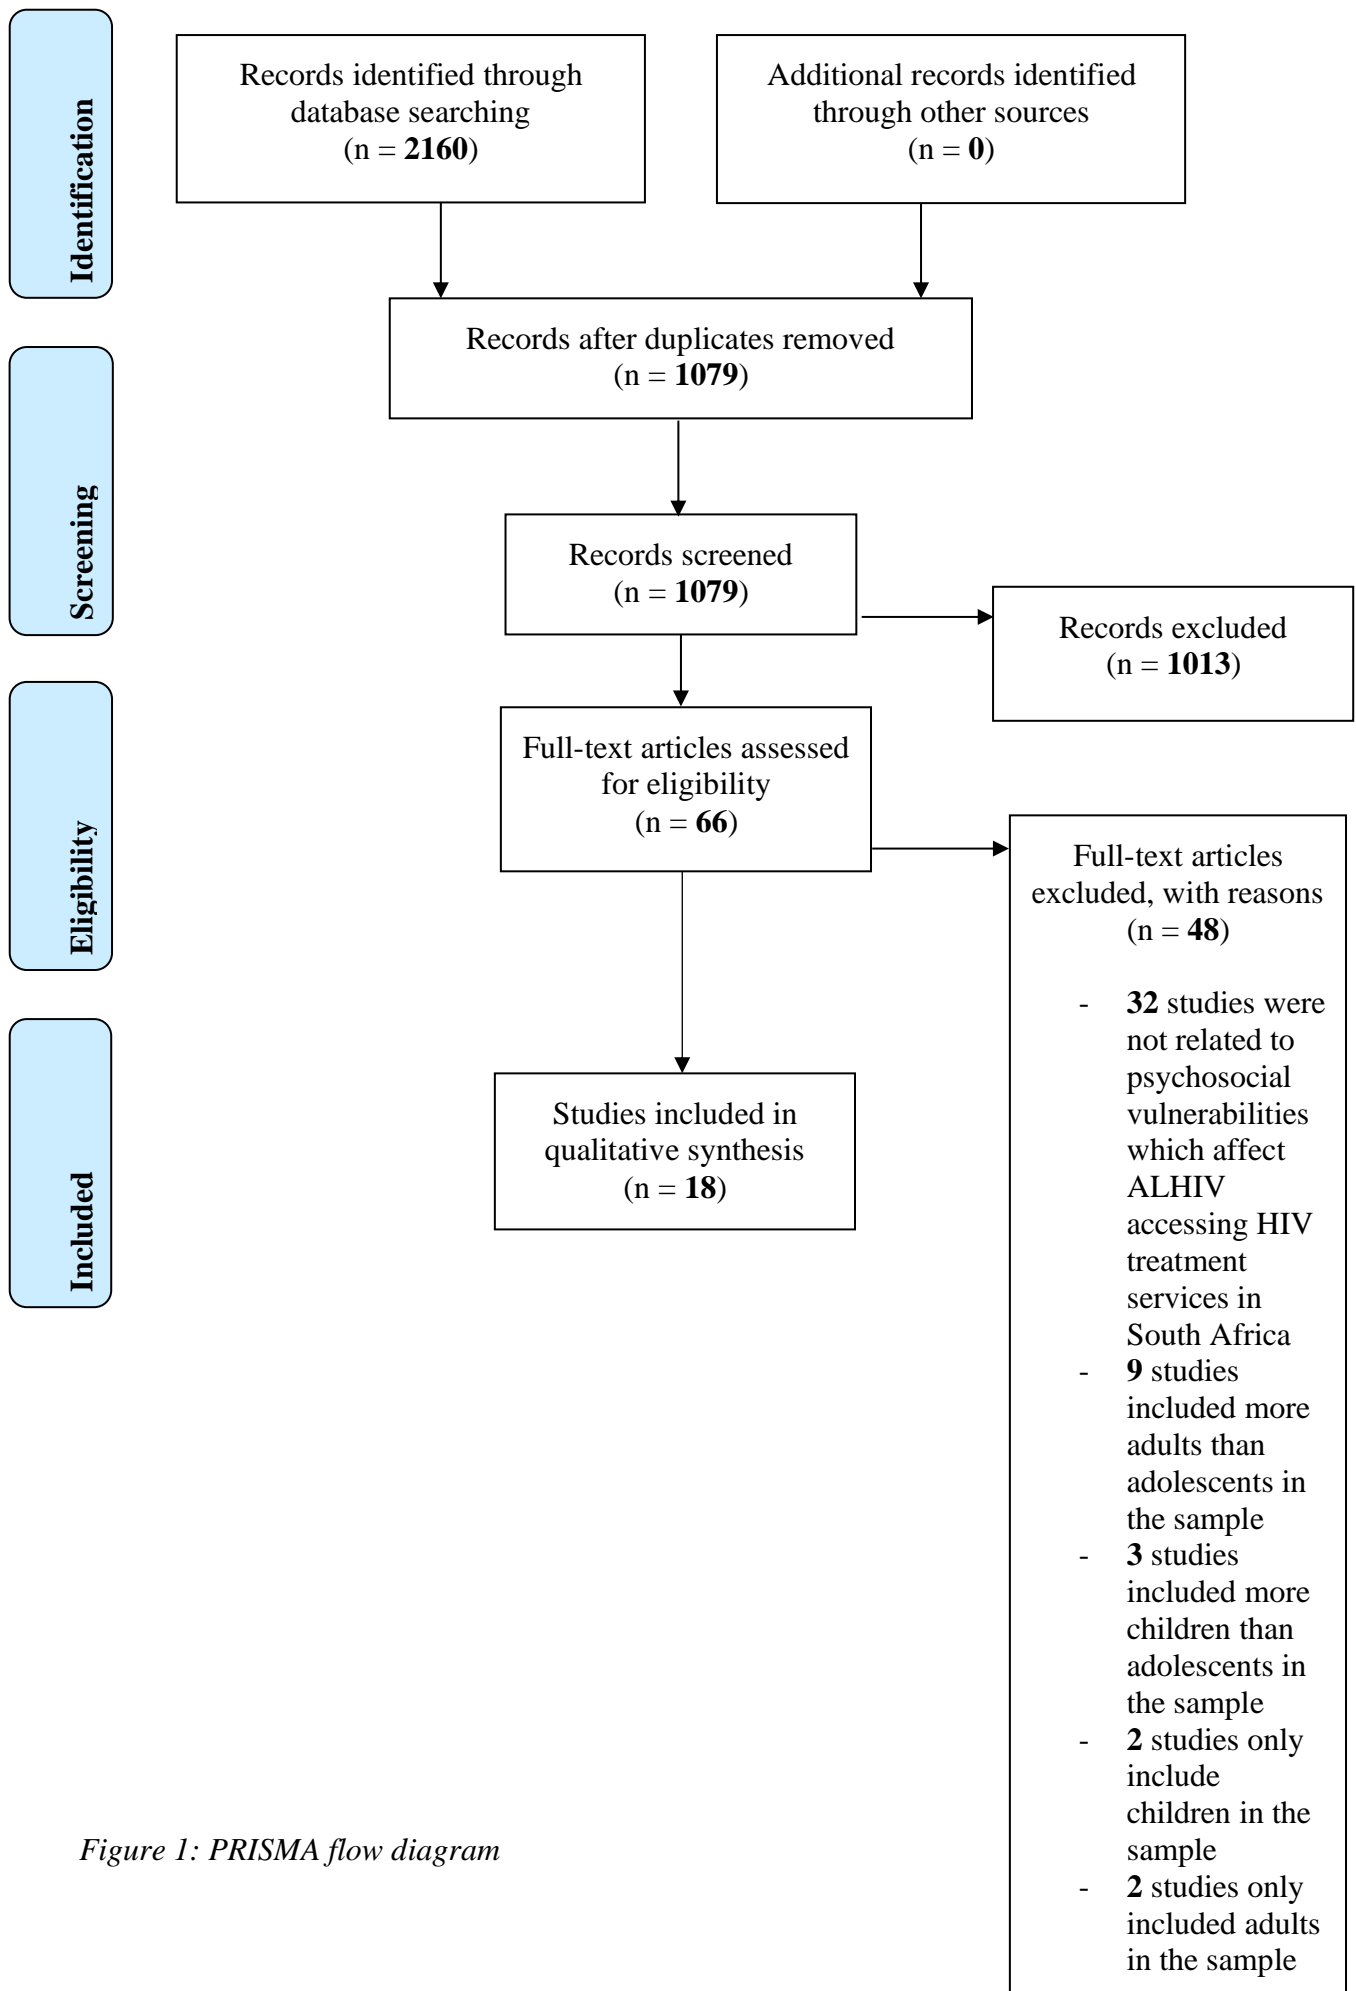 Identification
Records identified through
database searching
(n = 2160)
Additional records identified
through other sources
(n = 0)
Records after duplicates removed
(n = 1079)
Screening
Records screened
(n = 1079)
Records excluded
(n = 1013)
Eligibility
Full-text articles assessed
for eligibility
(n = 66)
Full-text articles
excluded, with reasons
(n = 48)
- 32 studies were
not related to
psychosocial
vulnerabilities
which affect
ALHIV
accessing HIV
treatment
services in
South Africa
- 9 studies
included more
adults than
adolescents in
the sample
- 3 studies
included more
children than
adolescents in
the sample
- 2 studies only
include
children in the
sample
- 2 studies only
included adults
in the sample
Included
Studies included in
qualitative synthesis
(n = 18)
Figure 1: PRISMA flow diagram